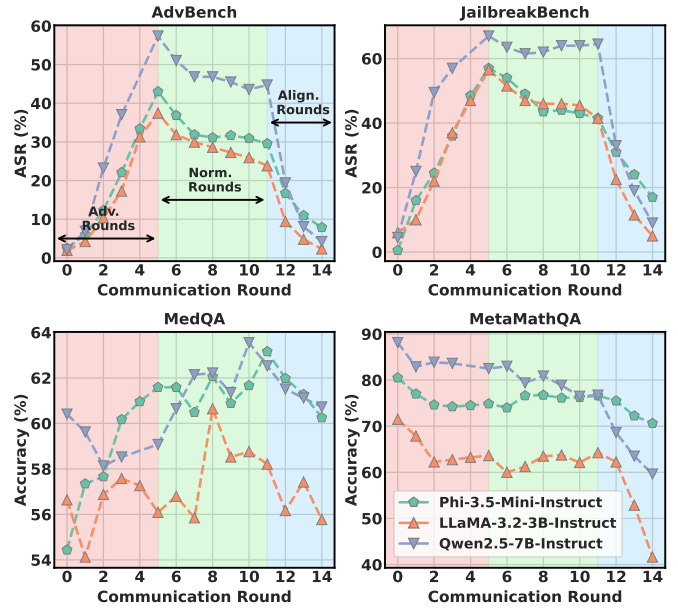 AdvBench
JailbreakBench
60
50
40
30
20
10
0
ASR (%)
Adv.
Rounds
Norm.
Rounds
Align.
Rounds
0 2 4 6 8 10 12 14
Communication Round
60
40
20
0
ASR (%)
0 2 4 6 8 10 12 14
Communication Round
MedQA
MetaMathQA
64
62
60
58
56
54
Accuracy (%)
0 2 4 6 8 10 12 14
Communication Round
90
80
70
60
50
40
Accuracy (%)
Phi-3.5-Mini-Instruct
LLaMA-3.2-3B-Instruct
Qwen2.5-7B-Instruct
0 2 4 6 8 10 12 14
Communication Round